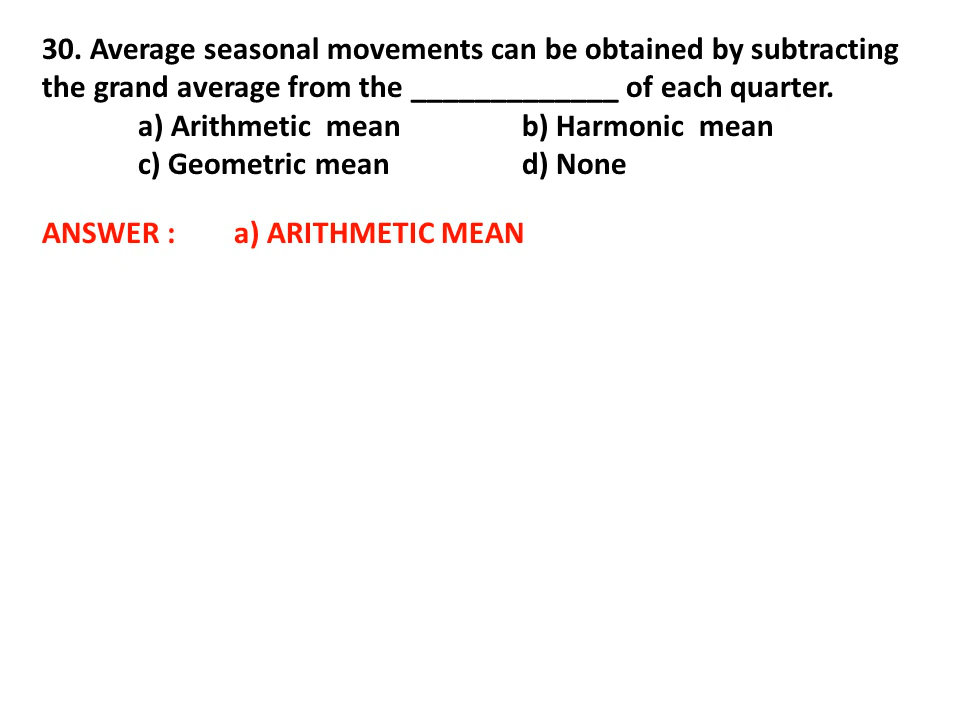 30. Average seasonal movements can be obtained by subtracting
the grand average from the _____________ of each quarter.
a) Arithmetic  mean b) Harmonic  mean
c) Geometric mean d) None
ANSWER : a) ARITHMETIC MEAN